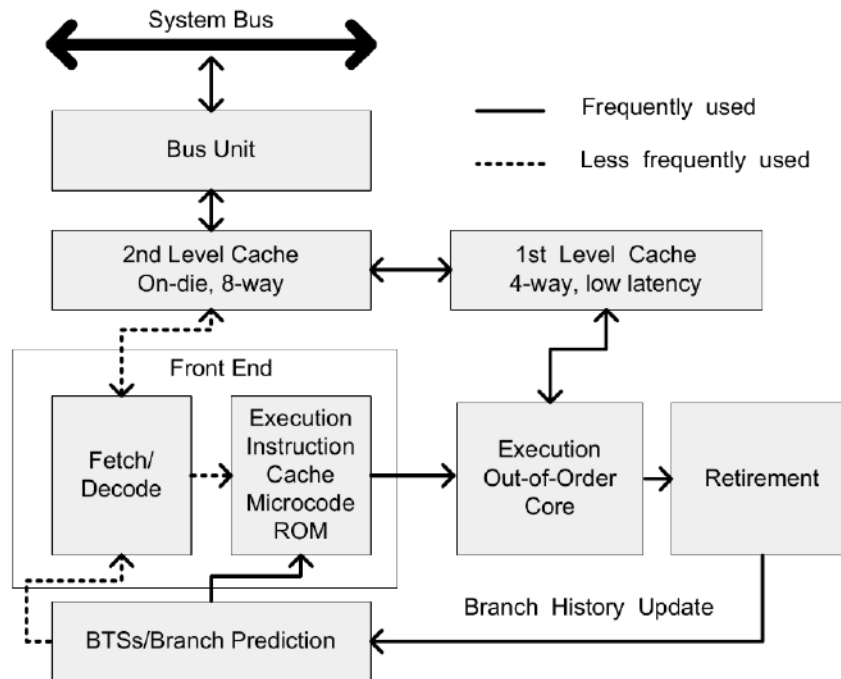 System Bus
Frequently used
Less frequently used
Bus Unit
2nd Level Cache
On-die, 8-way
1st Level Cache
4-way, low latency
Front End
Fetch/
Decode
Execution
Instruction
Cache
Microcode
ROM
Execution
Out-of-Order
Core
Retirement
Branch History Update
BTSs/Branch Prediction